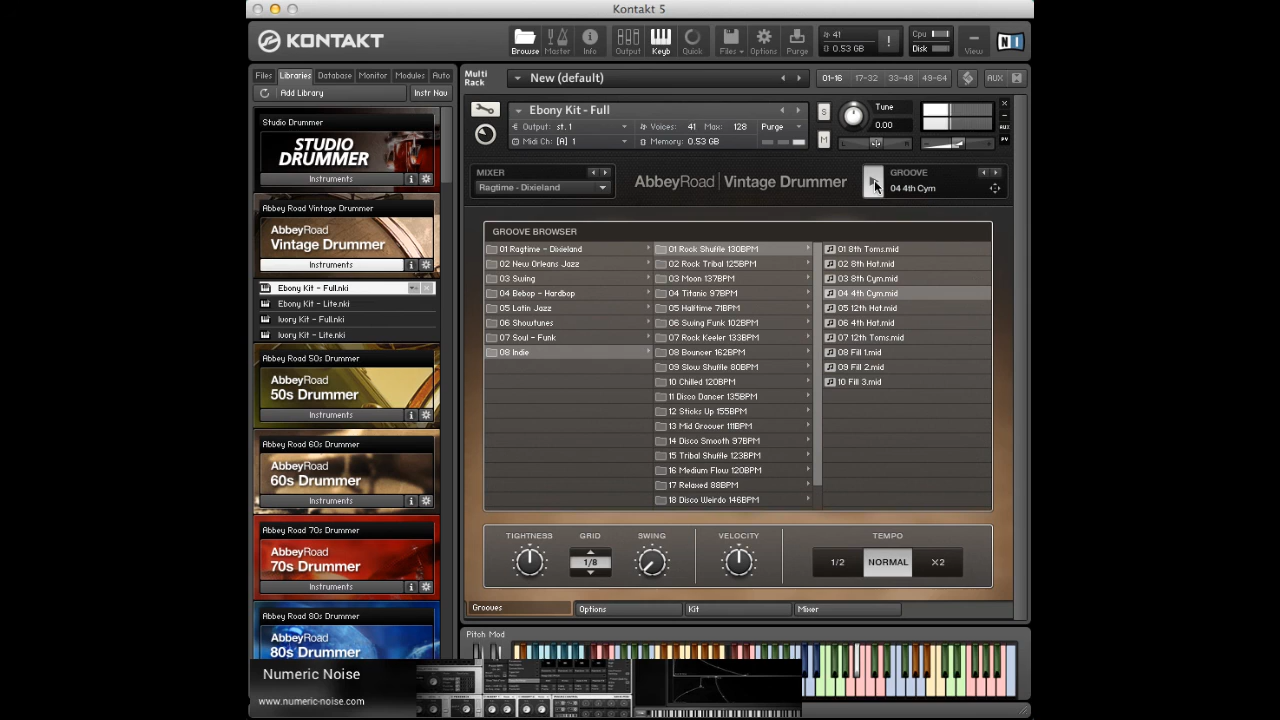 Kontakt 5
KONTAKT
Browse
Master
Info
Output
Keyb
Quick
Files
Options
Purge
41
0.53 GB
!
Cpu
Disk
View
NI
Files
Libraries
Database
Monitor
Modules
Auto
Add Library
Instr Nav
Multi
Rack
New (default)
01-16
17-32
33-48
49-64
AUX
Studio Drummer
STUDIO
DRUMMER
Instruments
Abbey Road Vintage Drummer
AbbeyRoad
Vintage Drummer
Instruments
Ebony Kit - Full.nki
Ebony Kit - Lite.nki
Ivory Kit - Full.nki
Ivory Kit - Lite.nki
Abbey Road 50s Drummer
AbbeyRoad
50s Drummer
Instruments
Abbey Road 60s Drummer
AbbeyRoad
60s Drummer
Instruments
Abbey Road 70s Drummer
AbbeyRoad
70s Drummer
Instruments
Abbey Road 80s Drummer
AbbeyRoad
80s Drummer
Ebony Kit - Full
Output: st. 1
Voices: 41 Max: 128
Purge
Midi Ch: [A] 1
Memory: 0.53 GB
S
M
Tune
0.00
L
R
AUX
PV
MIXER
Ragtime - Dixieland
AbbeyRoad | Vintage Drummer
GROOVE
04 4th Cym
GROOVE BROWSER
01 Ragtime - Dixieland
02 New Orleans Jazz
03 Swing
04 Bebop - Hardbop
05 Latin Jazz
06 Showtunes
07 Soul - Funk
08 Indie
01 Rock Shuffle 130BPM
02 Rock Tribal 125BPM
03 Moon 137BPM
04 Titanic 97BPM
05 Halftime 71BPM
06 Swing Funk 102BPM
07 Rock Keeler 133BPM
08 Bouncer 162BPM
09 Slow Shuffle 80BPM
10 Chilled 120BPM
11 Disco Dancer 135BPM
12 Sticks Up 155BPM
13 Mid Groover 111BPM
14 Disco Smooth 97BPM
15 Tribal Shuffle 123BPM
16 Medium Flow 120BPM
17 Relaxed 88BPM
18 Disco Weirdo 146BPM
01 8th Toms.mid
02 8th Hat.mid
03 8th Cym.mid
04 4th Cym.mid
05 12th Hat.mid
06 4th Hat.mid
07 12th Toms.mid
08 Fill 1.mid
09 Fill 2.mid
10 Fill 3.mid
TIGHTNESS
GRID
1/8
SWING
VELOCITY
TEMPO
1/2
NORMAL
X2
Grooves
Options
Kit
Mixer
Pitch Mod
Numeric Noise
www.numeric-noise.com